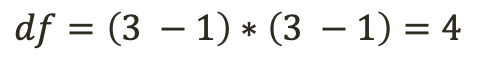 df = (3 − 1) ∗ (3 − 1) = 4